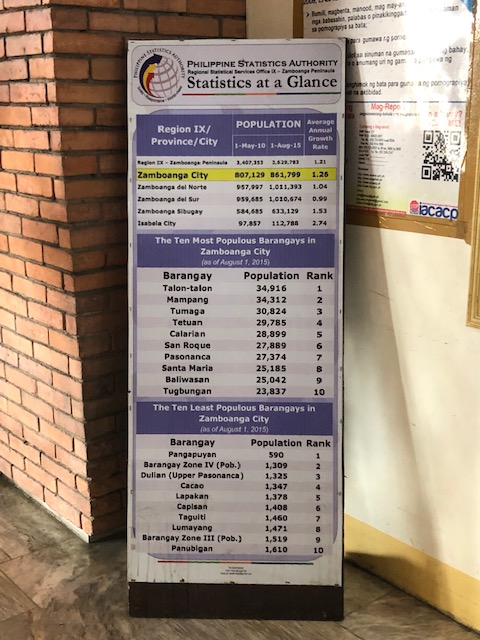 PHILIPPINE STATISTICS AUTHORITY
Regional Statistical Services Office IX – Zamboanga Peninsula
Statistics at a Glance
Region IX/ Province/City POPULATION Average Annual Growth Rate
1-May-10 1-Aug-15
Region IX – Zamboanga Peninsula 3,407,353 3,629,783 1.21
Zamboanga City 807,129 861,799 1.26
Zamboanga del Norte 957,997 1,011,393 1.04
Zamboanga del Sur 959,685 1,010,674 0.99
Zamboanga Sibugay 584,685 633,129 1.53
Isabela City 97,857 112,788 2.74
The Ten Most Populous Barangays in
Zamboanga City
(as of August 1, 2015)
Barangay Population Rank
Talon-talon 34,916 1
Mampang 34,312 2
Tumaga 30,824 3
Tetuan 29,785 4
Calarian 28,899 5
San Roque 27,889 6
Pasonanca 27,374 7
Santa Maria 25,185 8
Baliwasan 25,042 9
Tugbungan 23,837 10
The Ten Least Populous Barangays in
Zamboanga City
(as of August 1, 2015)
Barangay Population Rank
Pangapuyan 590 1
Barangay Zone IV (Pob.) 1,309 2
Dulian (Upper Pasonanca) 1,325 3
Cacao 1,347 4
Lapakan 1,378 5
Capisan 1,408 6
Taguiti 1,460 7
Lumayang 1,471 8
Barangay Zone III (Pob.) 1,519 9
Panubigan 1,610 10
Mag-Repo
iacacp